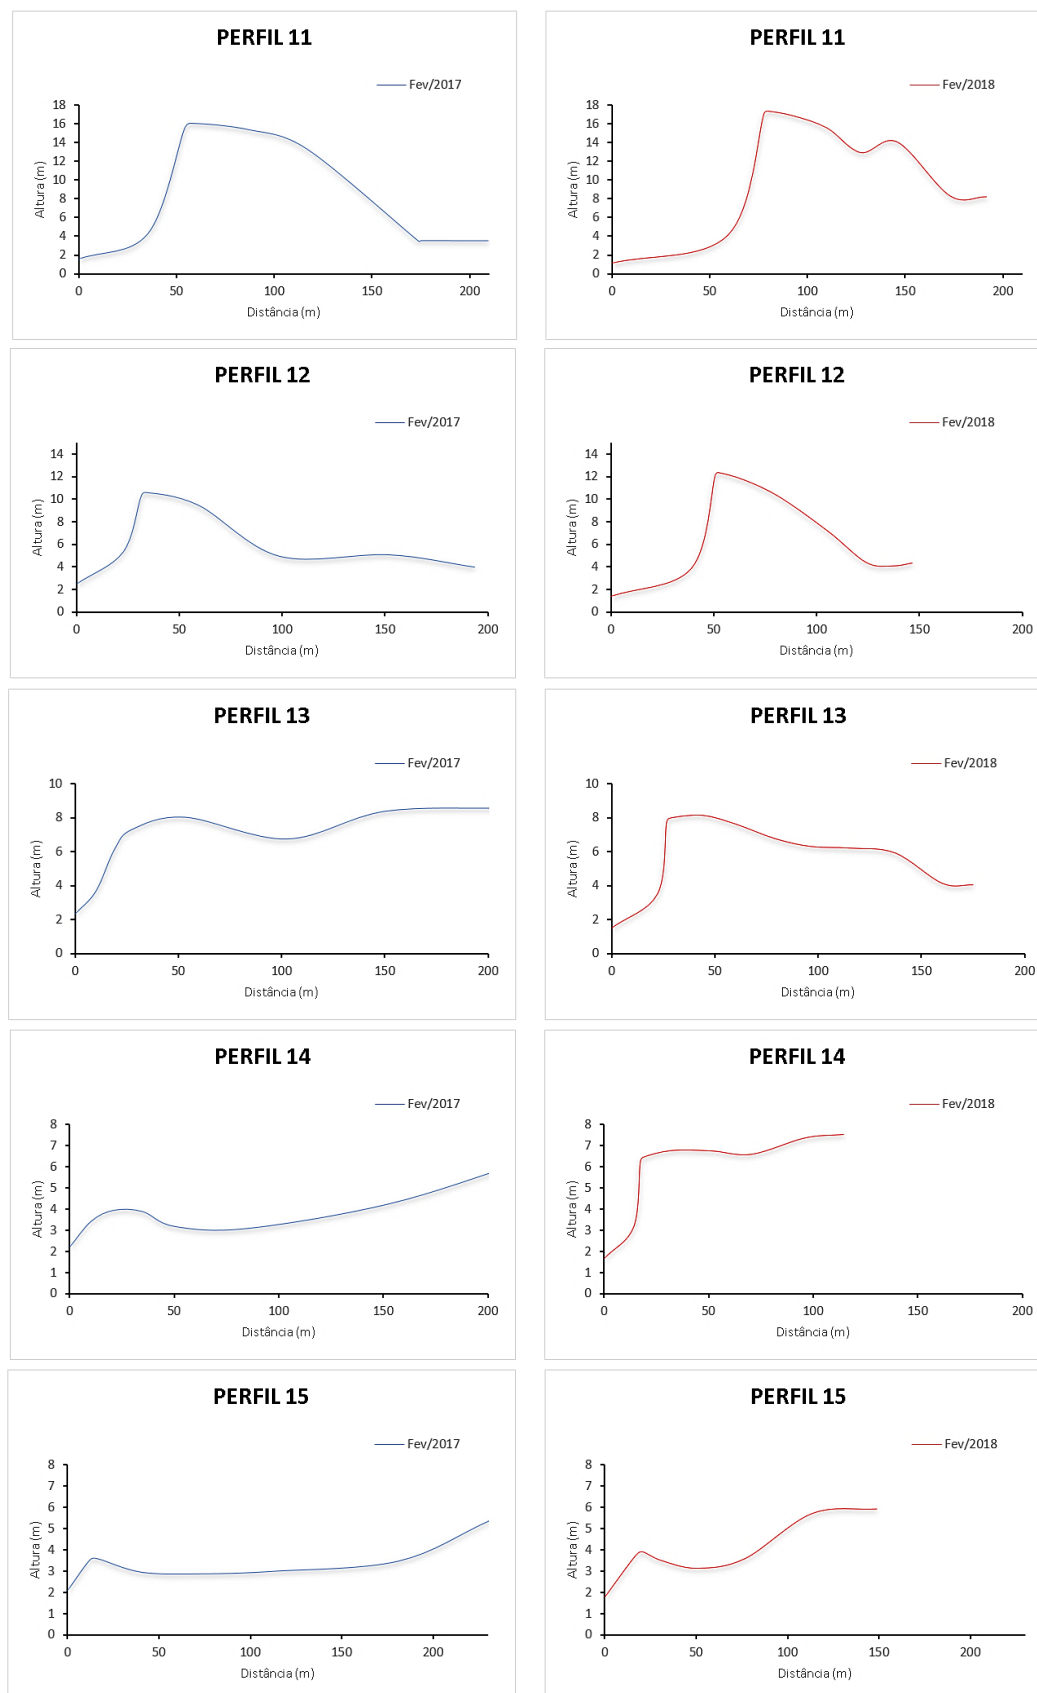 PERFIL 11
Fev/2017
18
16
14
12
10
8
6
4
2
0
Altura (m)
0 50 100 150 200
Distância (m)
PERFIL 11
Fev/2018
18
16
14
12
10
8
6
4
2
0
Altura (m)
0 50 100 150 200
Distância (m)
PERFIL 12
Fev/2017
14
12
10
8
6
4
2
0
Altura (m)
0 50 100 150 200
Distância (m)
PERFIL 12
Fev/2018
14
12
10
8
6
4
2
0
Altura (m)
0 50 100 150 200
Distância (m)
PERFIL 13
Fev/2017
10
8
6
4
2
0
Altura (m)
0 50 100 150 200
Distância (m)
PERFIL 13
Fev/2018
10
8
6
4
2
0
Altura (m)
0 50 100 150 200
Distância (m)
PERFIL 14
Fev/2017
8
7
6
5
4
3
2
1
0
Altura (m)
0 50 100 150 200
Distância (m)
PERFIL 14
Fev/2018
8
7
6
5
4
3
2
1
0
Altura (m)
0 50 100 150 200
Distância (m)
PERFIL 15
Fev/2017
8
7
6
5
4
3
2
1
0
Altura (m)
0 50 100 150 200
Distância (m)
PERFIL 15
Fev/2018
8
7
6
5
4
3
2
1
0
Altura (m)
0 50 100 150 200
Distância (m)